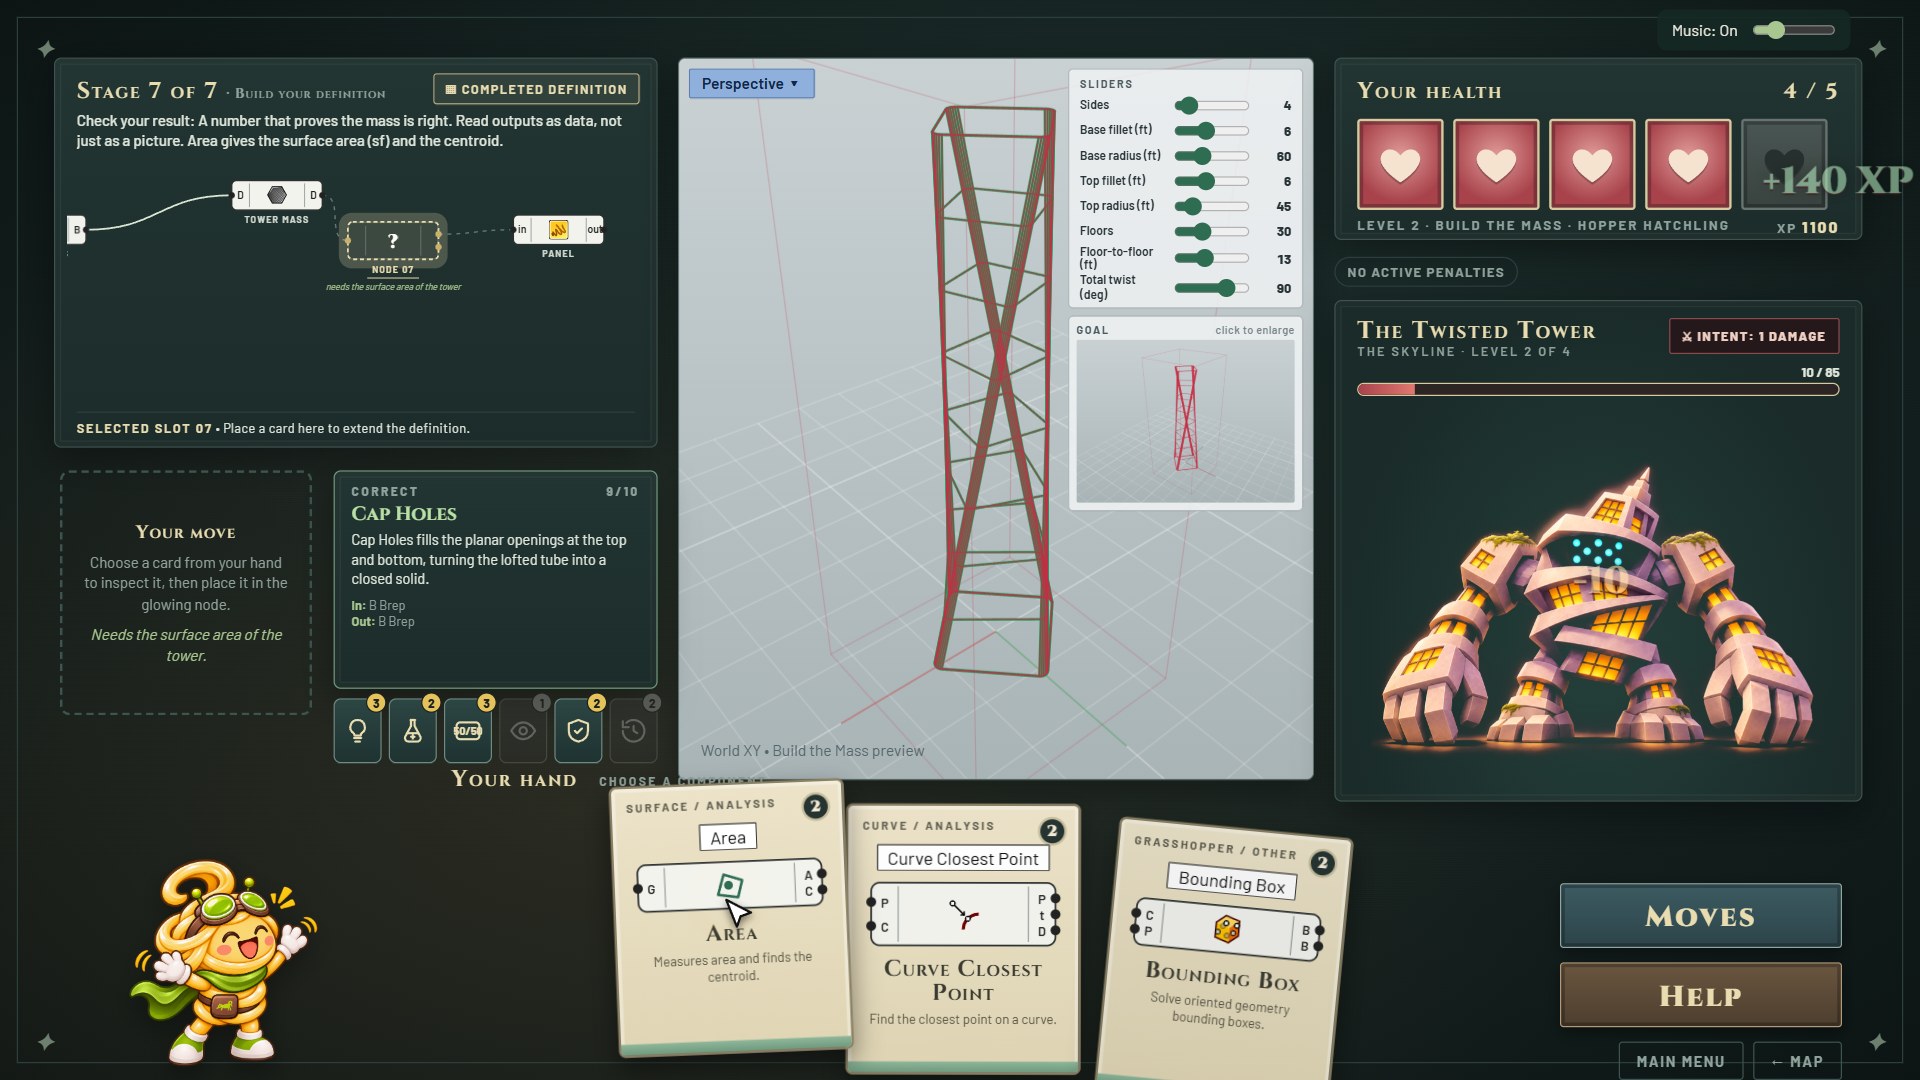 Music: On
Stage 7 of 7 · Build your definition
COMPLETED DEFINITION
Check your result: A number that proves the mass is right. Read outputs as data, not
just as a picture. Area gives the surface area (sf) and the centroid.
B
D D
TOWER MASS
?
NODE 07
needs the surface area of the tower
in out
PANEL
SELECTED SLOT 07 • Place a card here to extend the definition.
Your move
Choose a card from your hand
to inspect it, then place it in the
glowing node.
Needs the surface area of the
tower.
CORRECT 9/10
Cap Holes
Cap Holes fills the planar openings at the top
and bottom, turning the lofted tube into a
closed solid.
In: B Brep
Out: B Brep
3 2 3 1 2 2
50/50
Perspective
SLIDERS
Sides 4
Base fillet (ft) 6
Base radius (ft) 60
Top fillet (ft) 6
Top radius (ft) 45
Floors 30
Floor-to-floor
(ft) 13
Total twist
(deg) 90
GOAL click to enlarge
World XY • Build the Mass preview
Your health 4 / 5
+140 XP
LEVEL 2 · BUILD THE MASS · HOPPER HATCHLING XP 1100
NO ACTIVE PENALTIES
The Twisted Tower
THE SKYLINE · LEVEL 2 OF 4
INTENT: 1 DAMAGE
10 / 85
-10
Your hand CHOOSE A COMPONENT
SURFACE / ANALYSIS 2
Area
G A
C
Area
Measures area and finds the
centroid.
CURVE / ANALYSIS 2
Curve Closest Point
P P
t
C D
Curve Closest
Point
Find the closest point on a curve.
GRASSHOPPER / OTHER 2
Bounding Box
C B
P B
Bounding Box
Solve oriented geometry
bounding boxes.
Moves
Help
MAIN MENU
← MAP